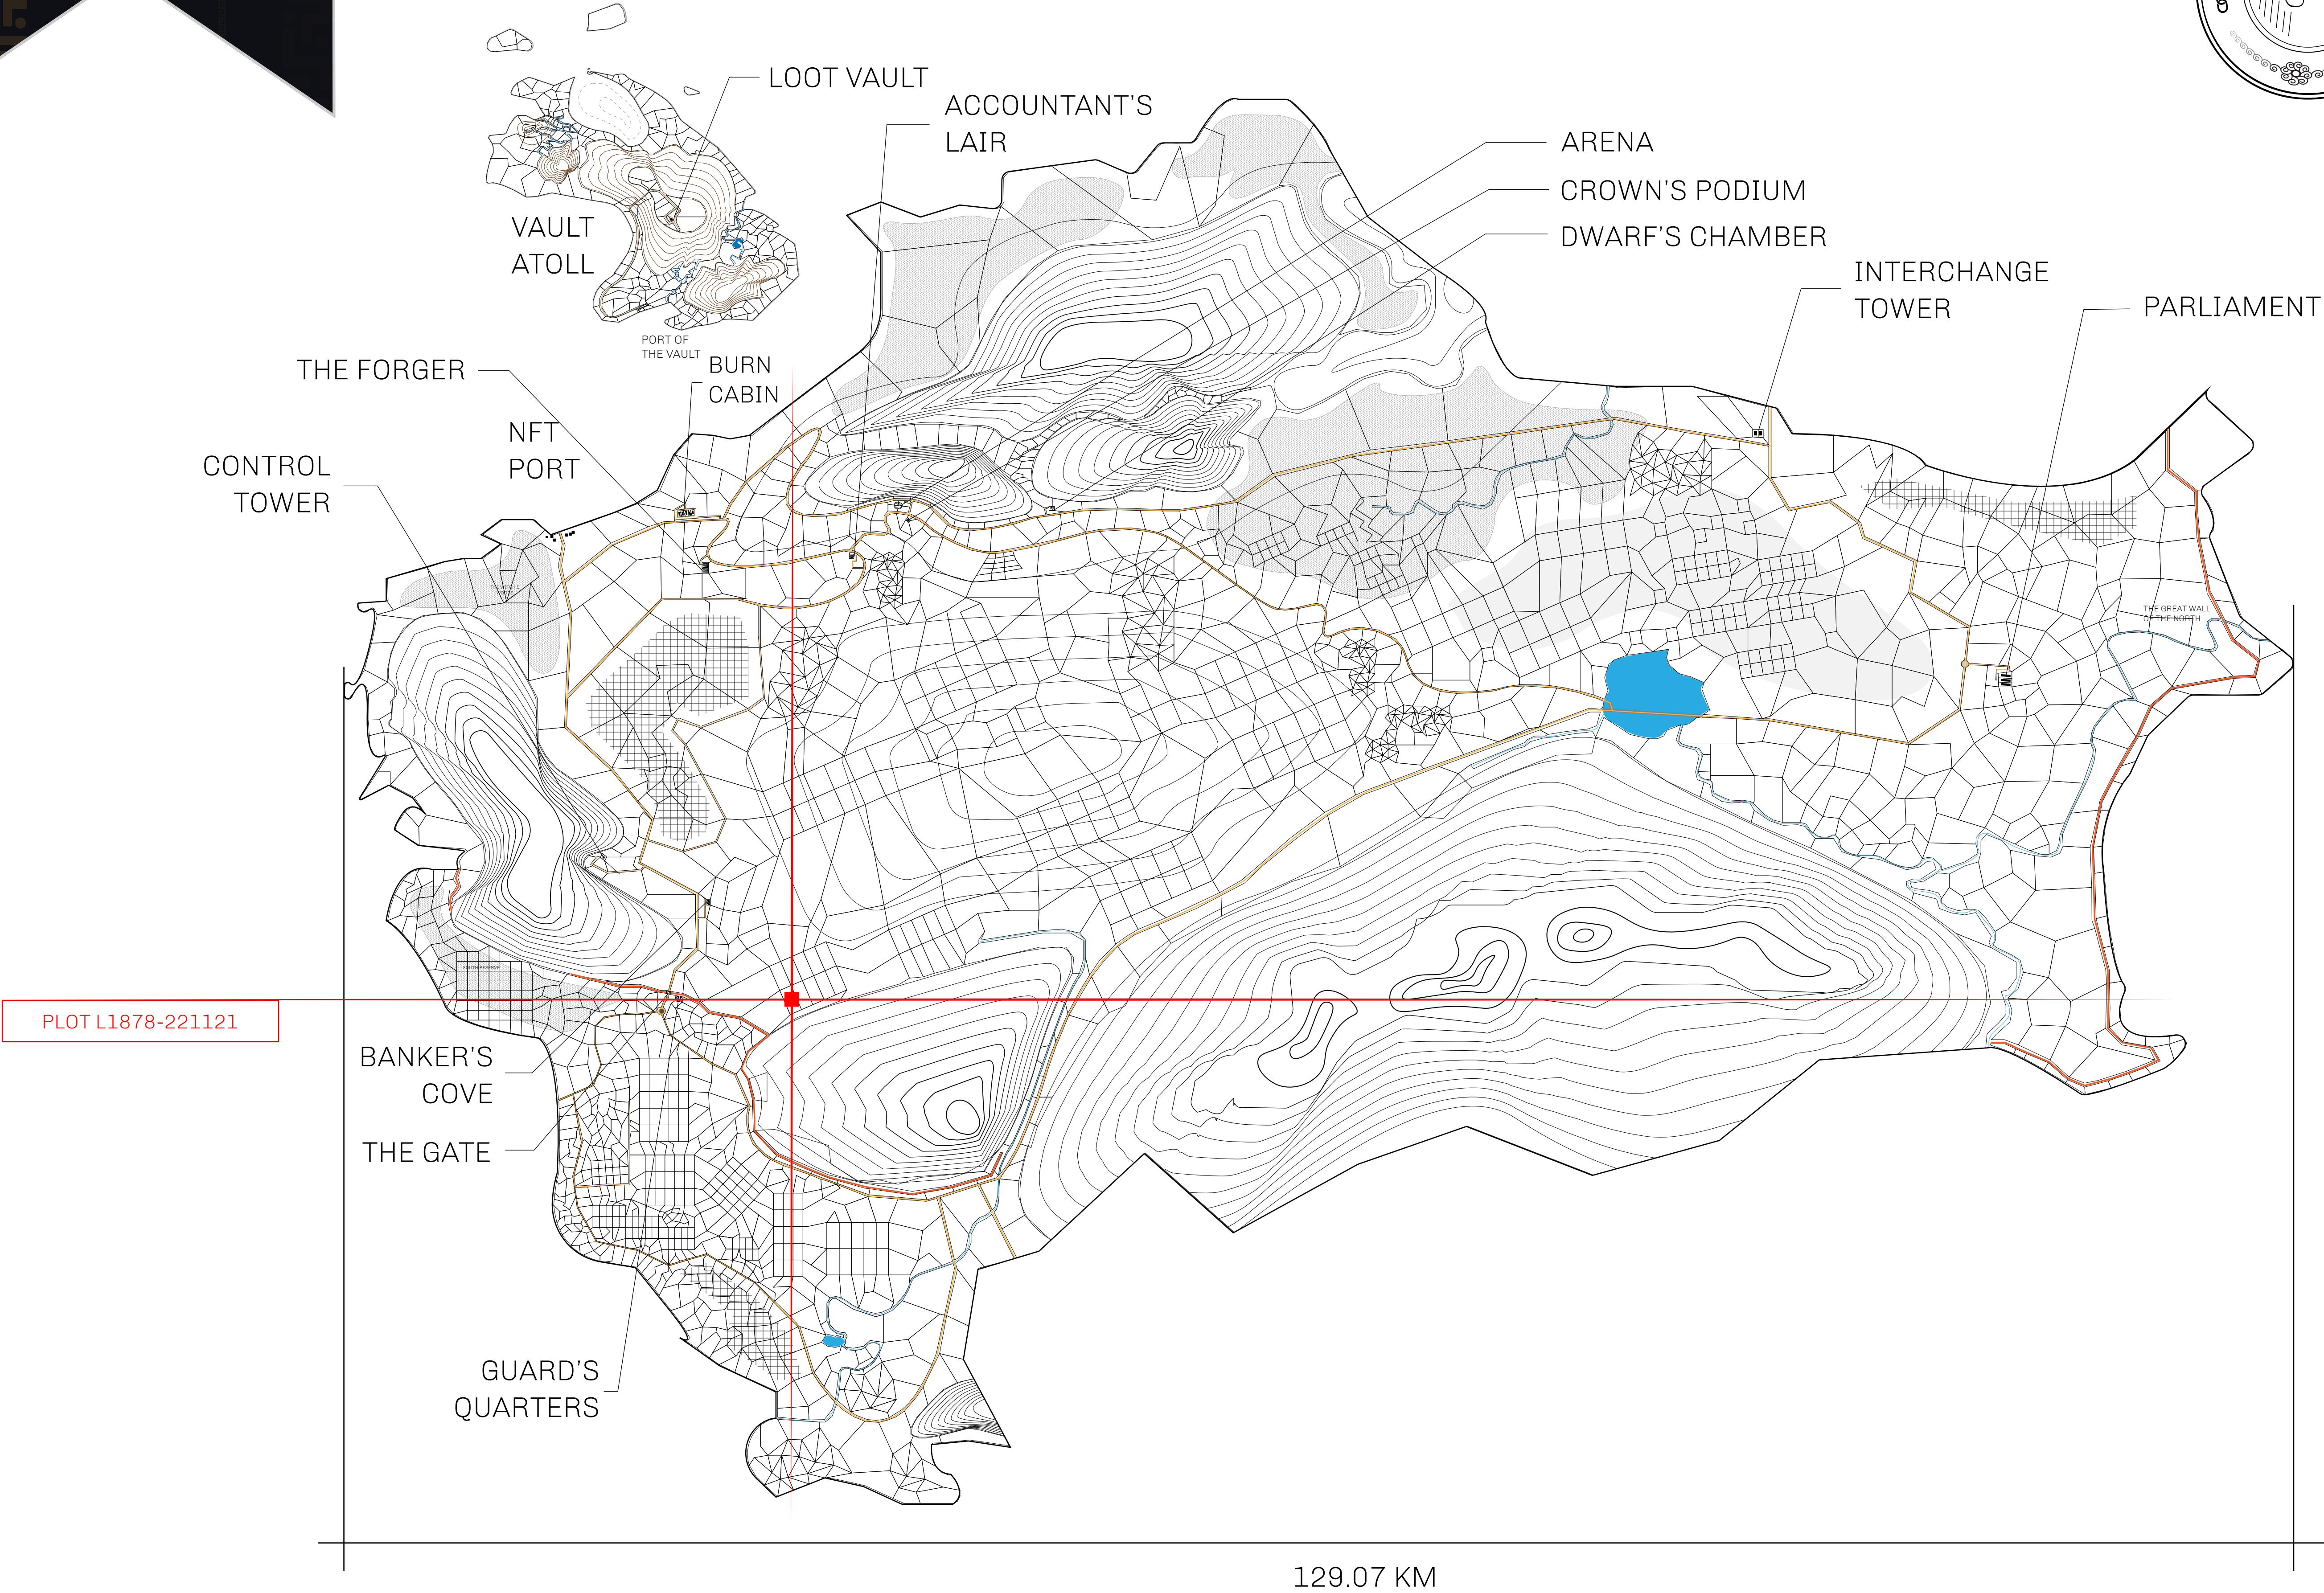 LOOT VAULT
ACCOUNTANT'S
LAIR
ARENA
CROWN'S PODIUM
DWARF'S CHAMBER
INTERCHANGE
TOWER
PARLIAMENT
VAULT
ATOLL
PORT OF
THE VAULT
BURN
CABIN
THE FORGER
NFT
PORT
CONTROL
TOWER
THE GREAT WALL
OF THE NORTH
SOUTH RESERVE
PLOT L1878-221121
BANKER'S
COVE
THE GATE
GUARD'S
QUARTERS
129.07 KM